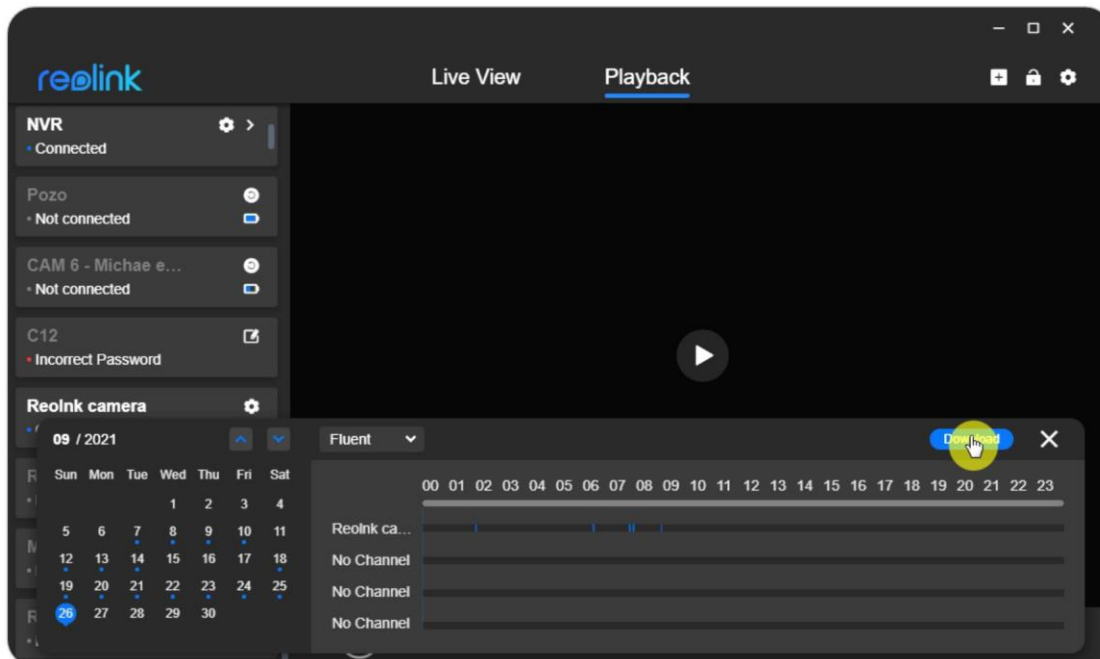 reolink
Live View
Playback
NVR
Connected
Pozo
Not connected
CAM 6 - Michae e...
Not connected
C12
Incorrect Password
Reolnk camera
09 / 2021
Sun Mon Tue Wed Thu Fri Sat
1 2 3 4
5 6 7 8 9 10 11
12 13 14 15 16 17 18
19 20 21 22 23 24 25
26 27 28 29 30
Fluent
Download
00 01 02 03 04 05 06 07 08 09 10 11 12 13 14 15 16 17 18 19 20 21 22 23
Reolnk ca...
No Channel
No Channel
No Channel